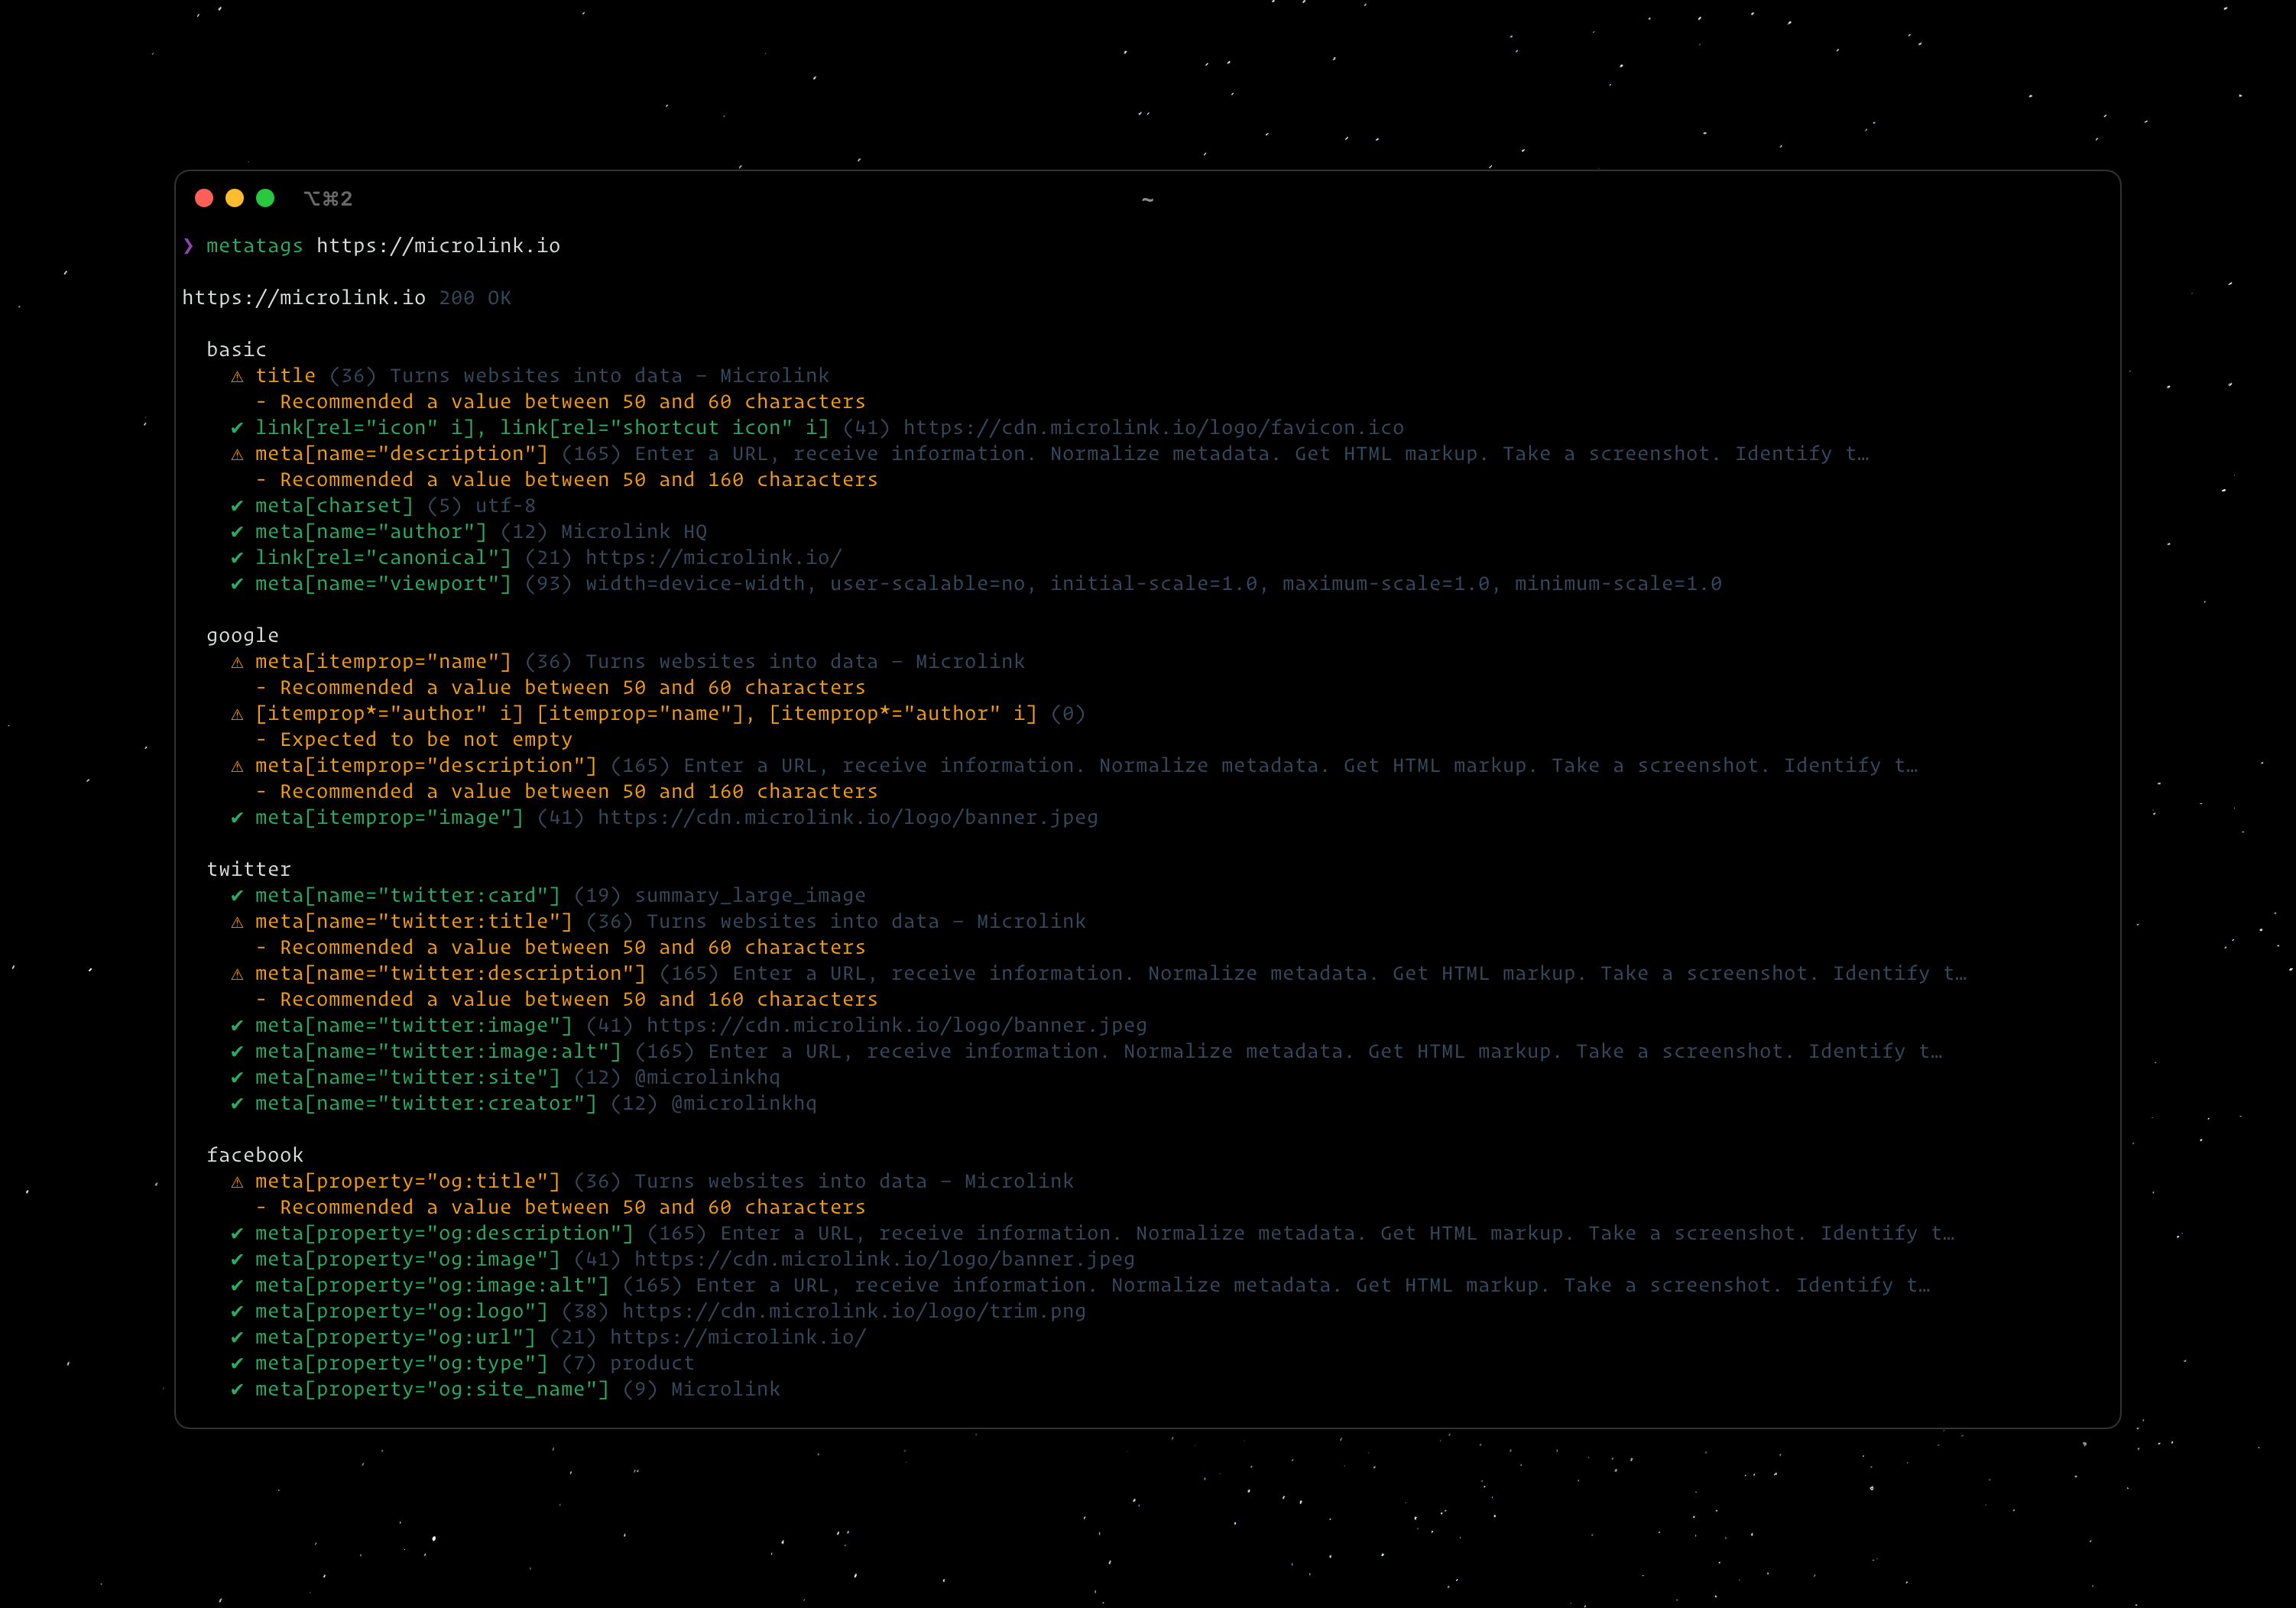 ⌥⌘2
~
❯ metatags https://microlink.io
https://microlink.io 200 OK
basic
⚠ title (36) Turns websites into data — Microlink
- Recommended a value between 50 and 60 characters
✔ link[rel="icon" i], link[rel="shortcut icon" i] (41) https://cdn.microlink.io/logo/favicon.ico
⚠ meta[name="description"] (165) Enter a URL, receive information. Normalize metadata. Get HTML markup. Take a screenshot. Identify t…
- Recommended a value between 50 and 160 characters
✔ meta[charset] (5) utf-8
✔ meta[name="author"] (12) Microlink HQ
✔ link[rel="canonical"] (21) https://microlink.io/
✔ meta[name="viewport"] (93) width=device-width, user-scalable=no, initial-scale=1.0, maximum-scale=1.0, minimum-scale=1.0
google
⚠ meta[itemprop="name"] (36) Turns websites into data — Microlink
- Recommended a value between 50 and 60 characters
⚠ [itemprop*="author" i] [itemprop="name"], [itemprop*="author" i] (0)
- Expected to be not empty
⚠ meta[itemprop="description"] (165) Enter a URL, receive information. Normalize metadata. Get HTML markup. Take a screenshot. Identify t…
- Recommended a value between 50 and 160 characters
✔ meta[itemprop="image"] (41) https://cdn.microlink.io/logo/banner.jpeg
twitter
✔ meta[name="twitter:card"] (19) summary_large_image
⚠ meta[name="twitter:title"] (36) Turns websites into data — Microlink
- Recommended a value between 50 and 60 characters
⚠ meta[name="twitter:description"] (165) Enter a URL, receive information. Normalize metadata. Get HTML markup. Take a screenshot. Identify t…
- Recommended a value between 50 and 160 characters
✔ meta[name="twitter:image"] (41) https://cdn.microlink.io/logo/banner.jpeg
✔ meta[name="twitter:image:alt"] (165) Enter a URL, receive information. Normalize metadata. Get HTML markup. Take a screenshot. Identify t…
✔ meta[name="twitter:site"] (12) @microlinkhq
✔ meta[name="twitter:creator"] (12) @microlinkhq
facebook
⚠ meta[property="og:title"] (36) Turns websites into data — Microlink
- Recommended a value between 50 and 60 characters
✔ meta[property="og:description"] (165) Enter a URL, receive information. Normalize metadata. Get HTML markup. Take a screenshot. Identify t…
✔ meta[property="og:image"] (41) https://cdn.microlink.io/logo/banner.jpeg
✔ meta[property="og:image:alt"] (165) Enter a URL, receive information. Normalize metadata. Get HTML markup. Take a screenshot. Identify t…
✔ meta[property="og:logo"] (38) https://cdn.microlink.io/logo/trim.png
✔ meta[property="og:url"] (21) https://microlink.io/
✔ meta[property="og:type"] (7) product
✔ meta[property="og:site_name"] (9) Microlink